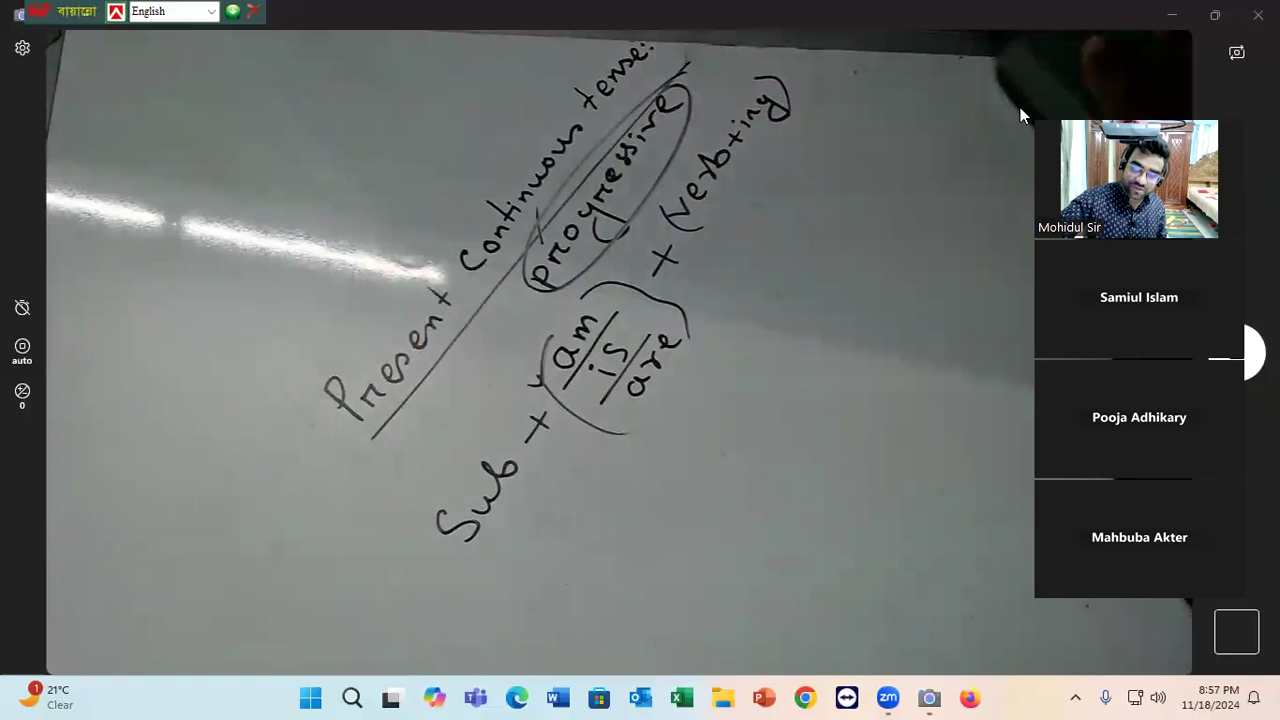 বায়ান্নো
English
Present Continuous tense:
progressive
Sub + (am/is/are) + (verb+ing)
auto
0
Mohidul Sir
Samiul Islam
Pooja Adhikary
Mahbuba Akter
1
21°C
Clear
8:57 PM
11/18/2024